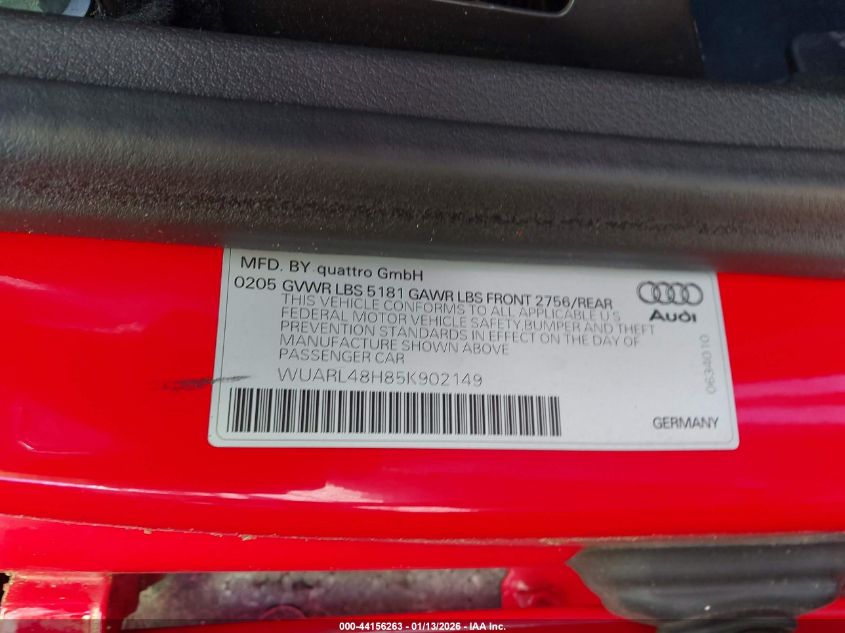 MFD. BY quattro GmbH
0205 GVWR LBS 5181 GAWR LBS FRONT 2756/REAR
THIS VEHICLE CONFORMS TO ALL APPLICABLE U.S
FEDERAL MOTOR VEHICLE SAFETY, BUMPER AND THEFT
PREVENTION STANDARDS IN EFFECT ON THE DAY OF
MANUFACTURE SHOWN ABOVE
PASSENGER CAR
WUARL48H85K902149
Audi
0634010
GERMANY
000-44156263 - 01/13/2026 - IAA Inc.